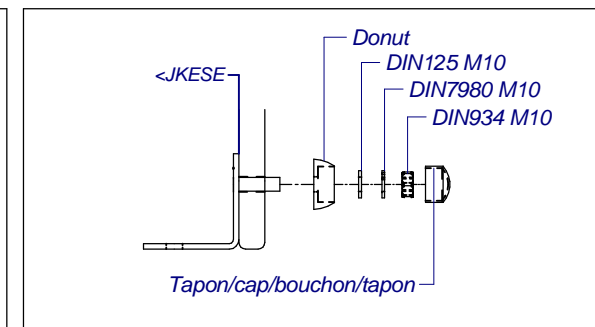 Donut
DIN125 M10
<JKESE
DIN7980 M10
DIN934 M10
Tapon/cap/bouchon/tapon